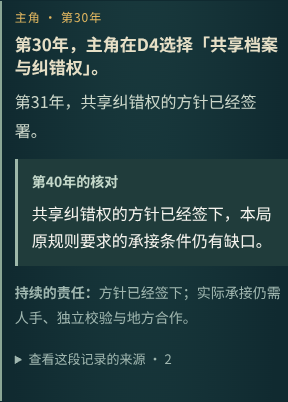 主角 · 第30年
第30年，主角在D4选择「共享档案
与纠错权」。
第31年，共享纠错权的方针已经签
署。
第40年的核对
共享纠错权的方针已经签下，本局
原规则要求的承接条件仍有缺口。
持续的责任：方针已经签下；实际承接仍需
人手、独立校验与地方合作。
▶ 查看这段记录的来源 · 2